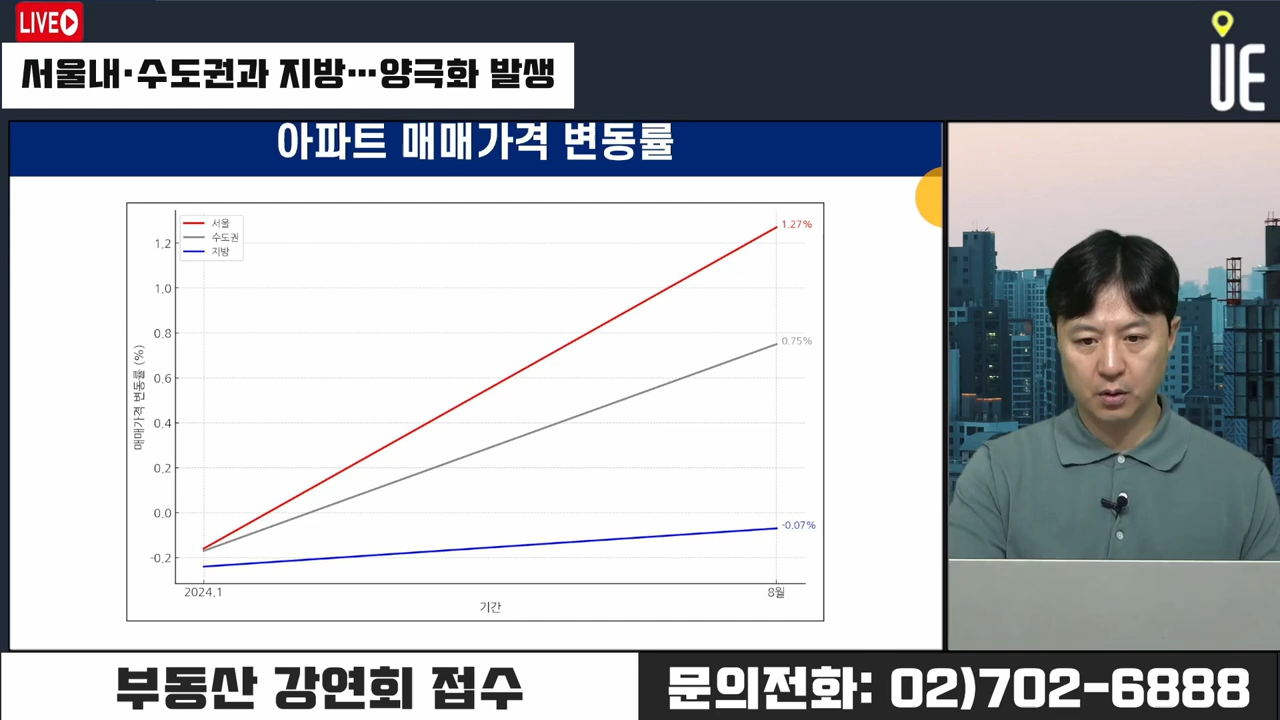 LIVE
서울내·수도권과 지방…양극화 발생
UE
아파트 매매가격 변동률
서울
수도권
지방
1.27%
0.75%
-0.07%
매매가격 변동률 (%)
1.2
1.0
0.8
0.6
0.4
0.2
0.0
-0.2
2024.1
8월
기간
부동산 강연회 접수
문의전화: 02)702-6888